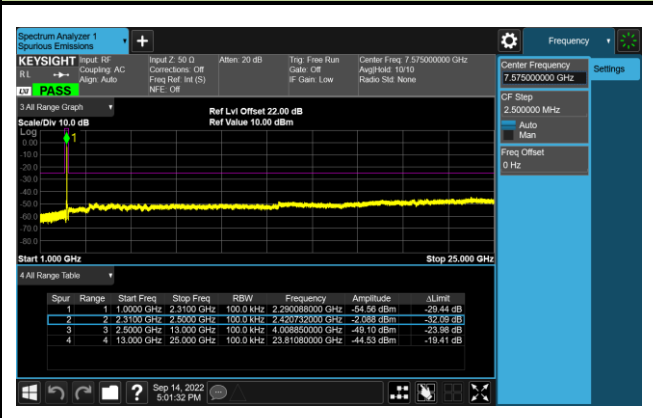 Spectrum Analyzer 1
Spurious Emissions
Frequency
KEYSIGHT
RL
LXI
PASS
Input: RF
Coupling: AC
Align: Auto
Input Z: 50 Ω
Corrections: Off
Freq Ref: Int (S)
NFE: Off
Atten: 20 dB
Trig: Free Run
Gate: Off
IF Gain: Low
Center Freq: 7.575000000 GHz
Avg|Hold: 10/10
Radio Std: None
Center Frequency
7.575000000 GHz
Settings
CF Step
2.500000 MHz
Auto
Man
Freq Offset
0 Hz
3 All Range Graph
Scale/Div 10.0 dB
Ref Lvl Offset 22.00 dB
Ref Value 10.00 dBm
Log
1
0.00
-10.0
-20.0
-30.0
-40.0
-50.0
-60.0
-70.0
-80.0
Start 1.000 GHz
Stop 25.000 GHz
4 All Range Table
Spur Range Start Freq Stop Freq RBW Frequency Amplitude ΔLimit
1 1 1.0000 GHz 2.3100 GHz 100.0 kHz 2.290088000 GHz -54.56 dBm -29.44 dB
2 2 2.3100 GHz 2.5000 GHz 100.0 kHz 2.420732000 GHz -2.088 dBm -32.09 dB
3 3 2.5000 GHz 13.000 GHz 100.0 kHz 4.008850000 GHz -49.10 dBm -23.98 dB
4 4 13.000 GHz 25.000 GHz 100.0 kHz 23.81080000 GHz -44.53 dBm -19.41 dB
?
Sep 14, 2022
5:01:32 PM